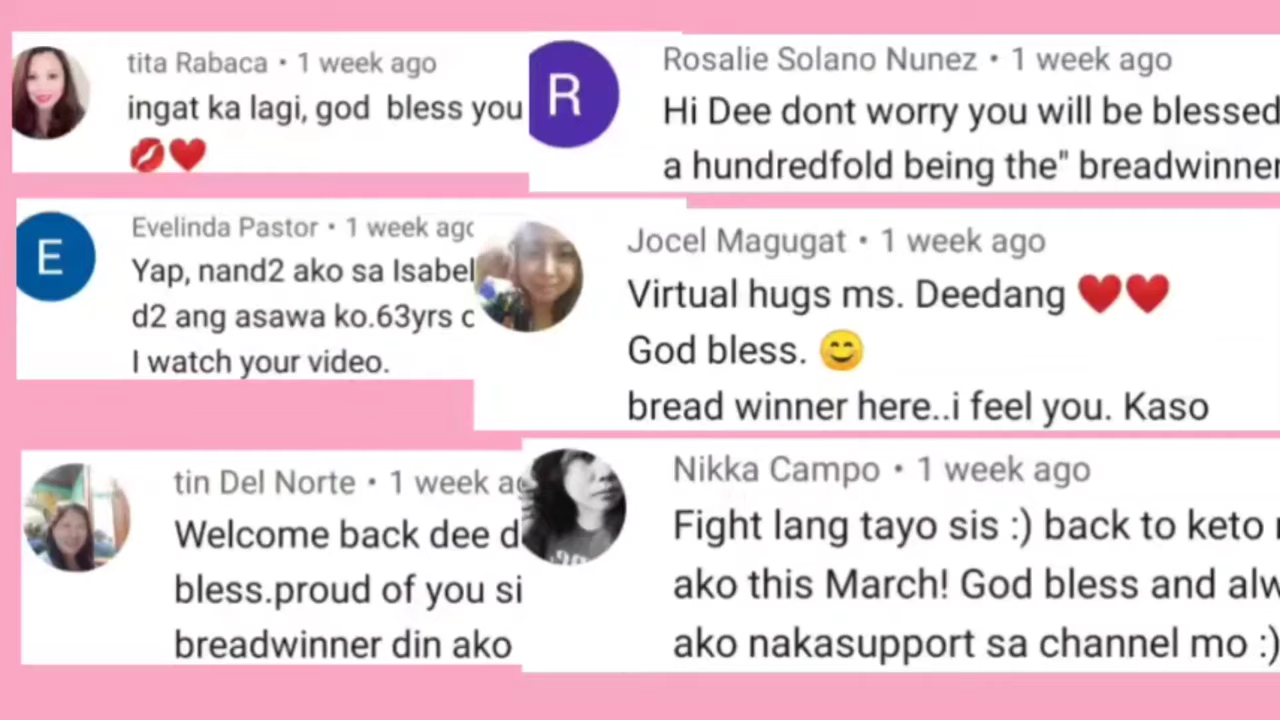 tita Rabaca • 1 week ago
ingat ka lagi, god bless you
💋❤️
Rosalie Solano Nunez • 1 week ago
Hi Dee dont worry you will be blessed
a hundredfold being the" breadwinner
Evelinda Pastor • 1 week ago
Yap, nand2 ako sa Isabel
d2 ang asawa ko.63yrs
I watch your video.
Jocel Magugat • 1 week ago
Virtual hugs ms. Deedang ❤️❤️
God bless. 😊
bread winner here..i feel you. Kaso
tin Del Norte • 1 week
Welcome back dee
bless.proud of you
breadwinner din ako
Nikka Campo • 1 week ago
Fight lang tayo sis :) back to keto
ako this March! God bless and
ako nakasupport sa channel mo :)
R
E